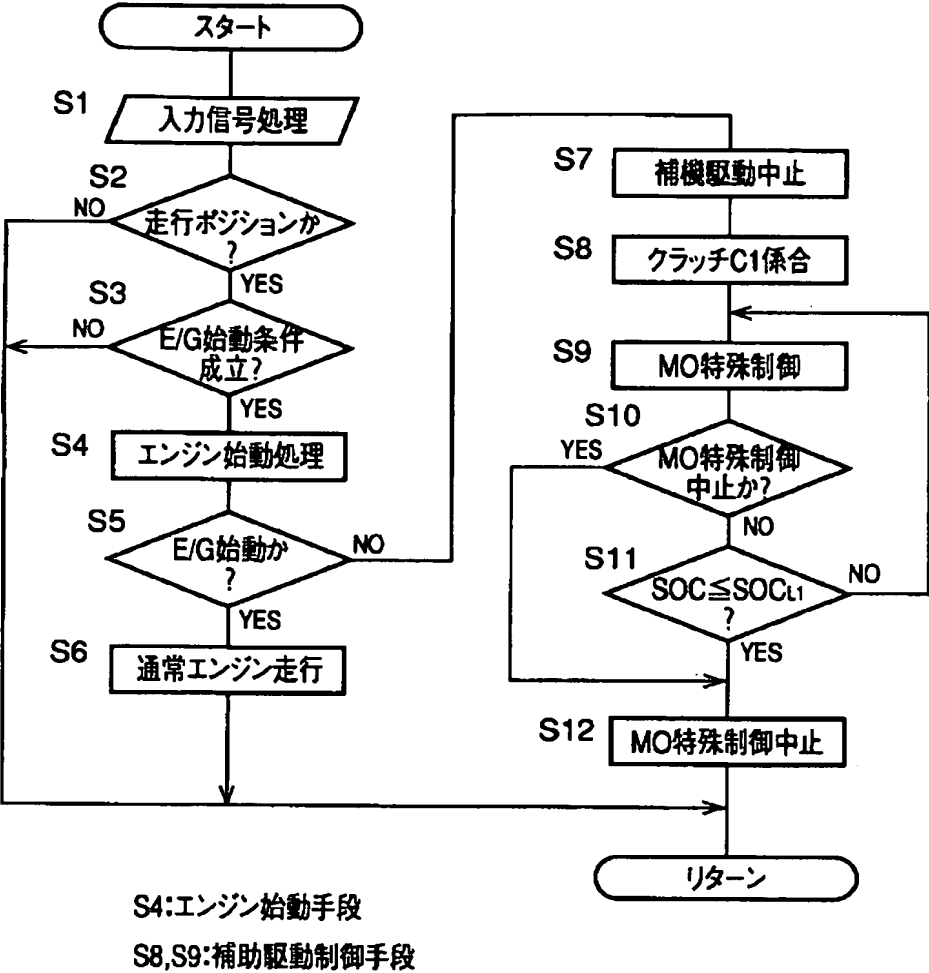 スタート
S1
入力信号処理
S2
走行ポジションか
?
NO
YES
S3
E/G始動条件
成立?
NO
YES
S4
エンジン始動処理
S5
E/G始動か
?
NO
YES
S6
通常エンジン走行
S7
補機駆動中止
S8
クラッチC1係合
S9
MO特殊制御
S10
MO特殊制御
中止か?
YES
NO
S11
SOC≦SOCL1
?
NO
YES
S12
MO特殊制御中止
リターン
S4:エンジン始動手段
S8,S9:補助駆動制御手段